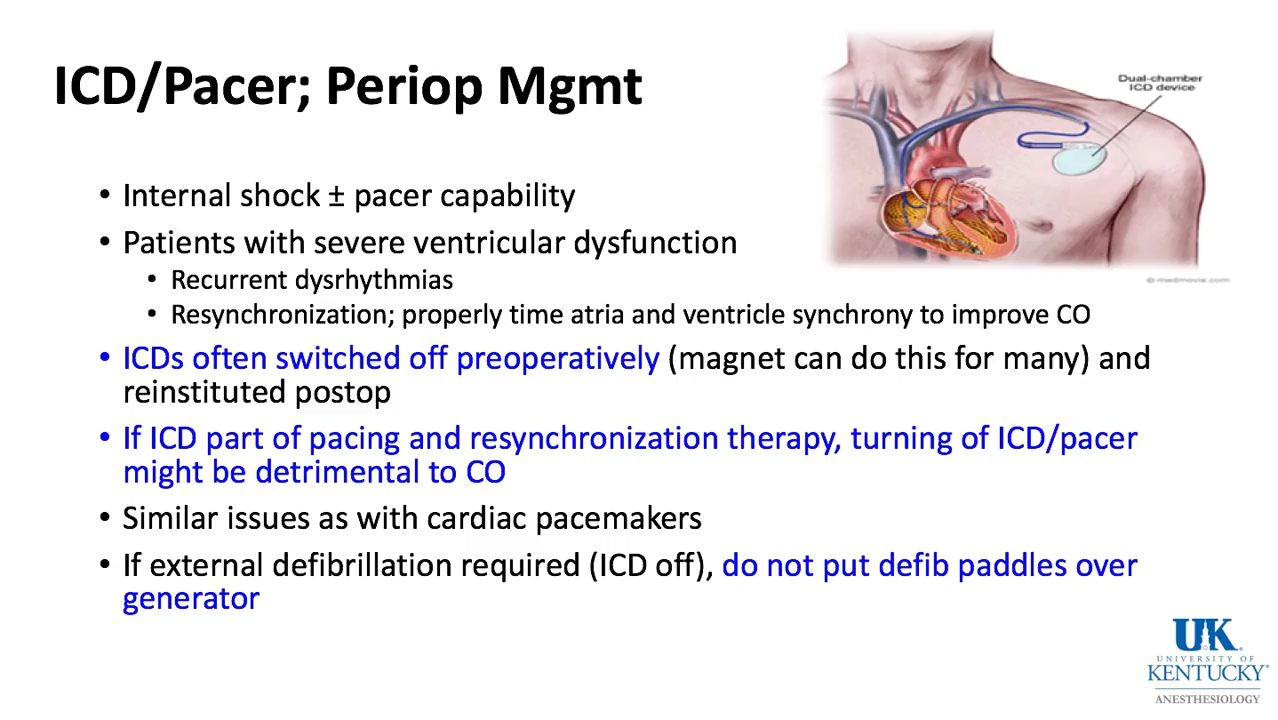 ICD/Pacer; Periop Mgmt
Dual-chamber
ICD device
• Internal shock ± pacer capability
• Patients with severe ventricular dysfunction
• Recurrent dysrhythmias
• Resynchronization; properly time atria and ventricle synchrony to improve CO
© medmovie.com
• ICDs often switched off preoperatively (magnet can do this for many) and
reinstituted postop
• If ICD part of pacing and resynchronization therapy, turning of ICD/pacer
might be detrimental to CO
• Similar issues as with cardiac pacemakers
• If external defibrillation required (ICD off), do not put defib paddles over
generator
UK
UNIVERSITY OF
KENTUCKY
ANESTHESIOLOGY